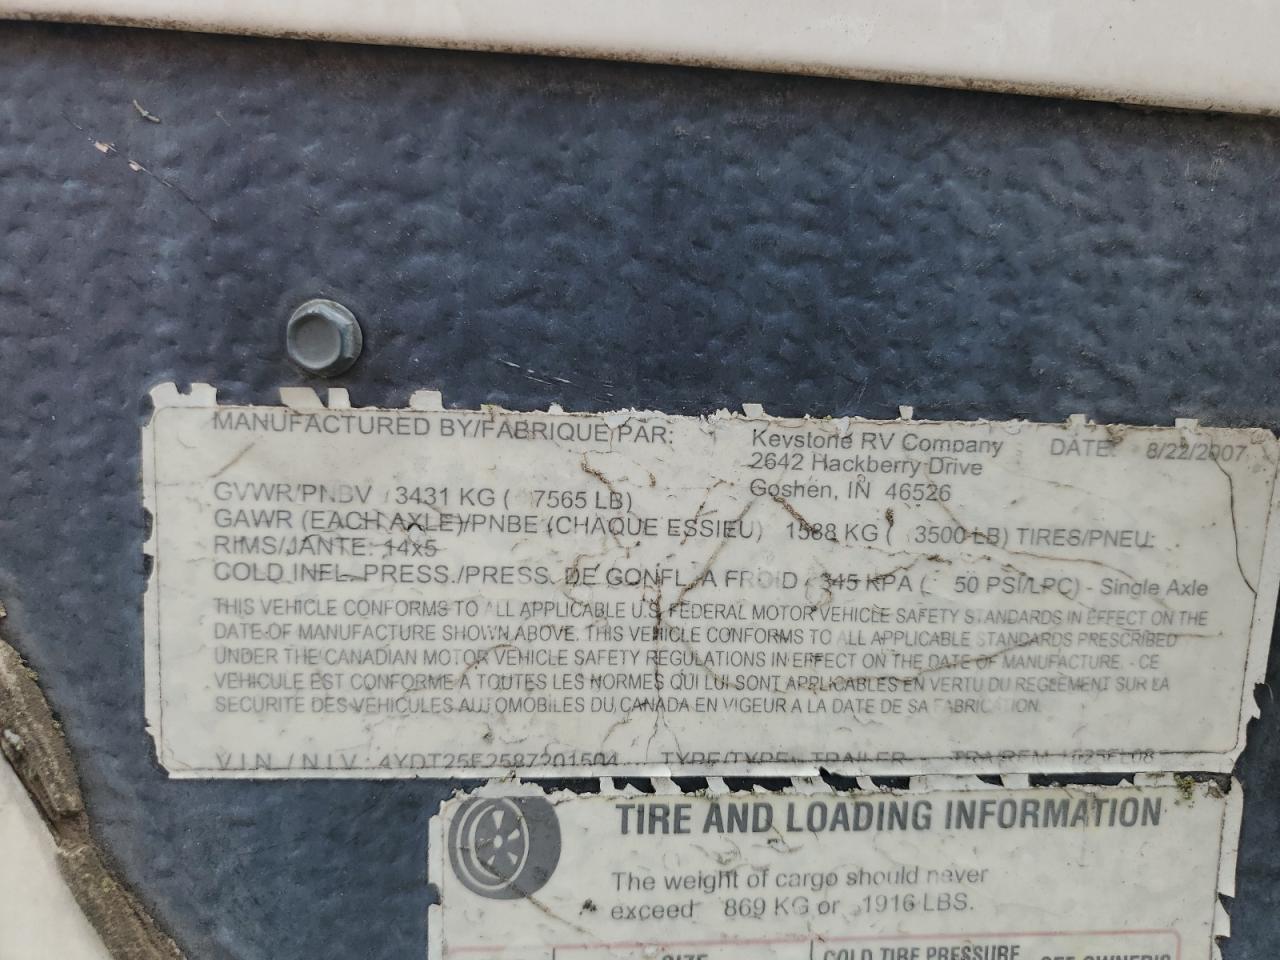 MANUFACTURED BY/FABRIQUE PAR: Keystone RV Company DATE: 8/22/2007
2642 Hackberry Drive
Goshen, IN 46526
GVWR/PNBV 3431 KG ( 7565 LB)
GAWR (EACH AXLE)/PNBE (CHAQUE ESSIEU) 1588 KG ( 3500 LB) TIRES/PNEU:
RIMS/JANTE: 14x5
COLD INFL. PRESS./PRESS. DE GONFL. A FROID 345 KPA ( 50 PSI/LPC) - Single Axle
THIS VEHICLE CONFORMS TO ALL APPLICABLE U.S. FEDERAL MOTOR VEHICLE SAFETY STANDARDS IN EFFECT ON THE
DATE OF MANUFACTURE SHOWN ABOVE. THIS VEHICLE CONFORMS TO ALL APPLICABLE STANDARDS PRESCRIBED
UNDER THE CANADIAN MOTOR VEHICLE SAFETY REGULATIONS IN EFFECT ON THE DATE OF MANUFACTURE. - CE
VEHICULE EST CONFORME A TOUTES LES NORMES QUI LUI SONT APPLICABLES EN VERTU DU REGLEMENT SUR LA
SECURITE DES VEHICULES AUTOMOBILES DU CANADA EN VIGEUR A LA DATE DE SA FABRICATION.
V.I.N. / N.I.V.: TYPE/TYPE: TRAILER
TIRE AND LOADING INFORMATION
The weight of cargo should never
exceed 869 KG or 1916 LBS.
SIZE COLD TIRE PRESSURE SEE OWNER'S